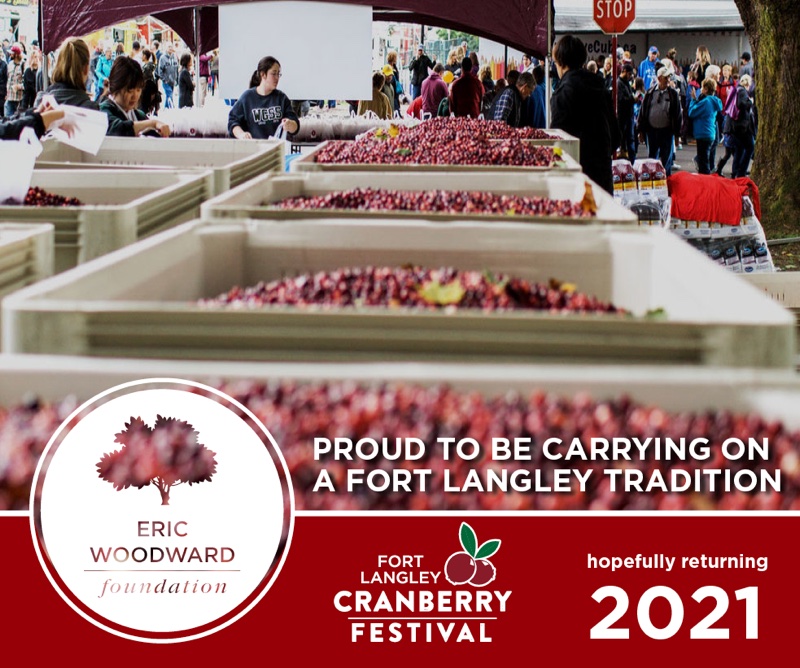 STOP
WGSS
PROUD TO BE CARRYING ON
A FORT LANGLEY TRADITION
ERIC
WOODWARD
foundation
FORT
LANGLEY
CRANBERRY
FESTIVAL
hopefully returning
2021